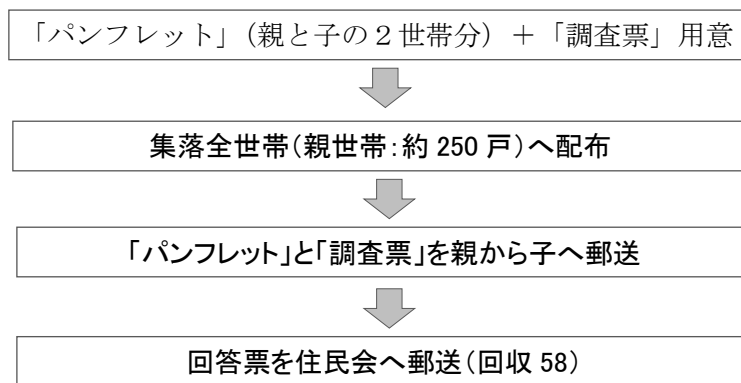 「パンフレット」（親と子の２世帯分）＋「調査票」用意
集落全世帯（親世帯：約 250 戸）へ配布
「パンフレット」と「調査票」を親から子へ郵送
回答票を住民会へ郵送（回収 58）